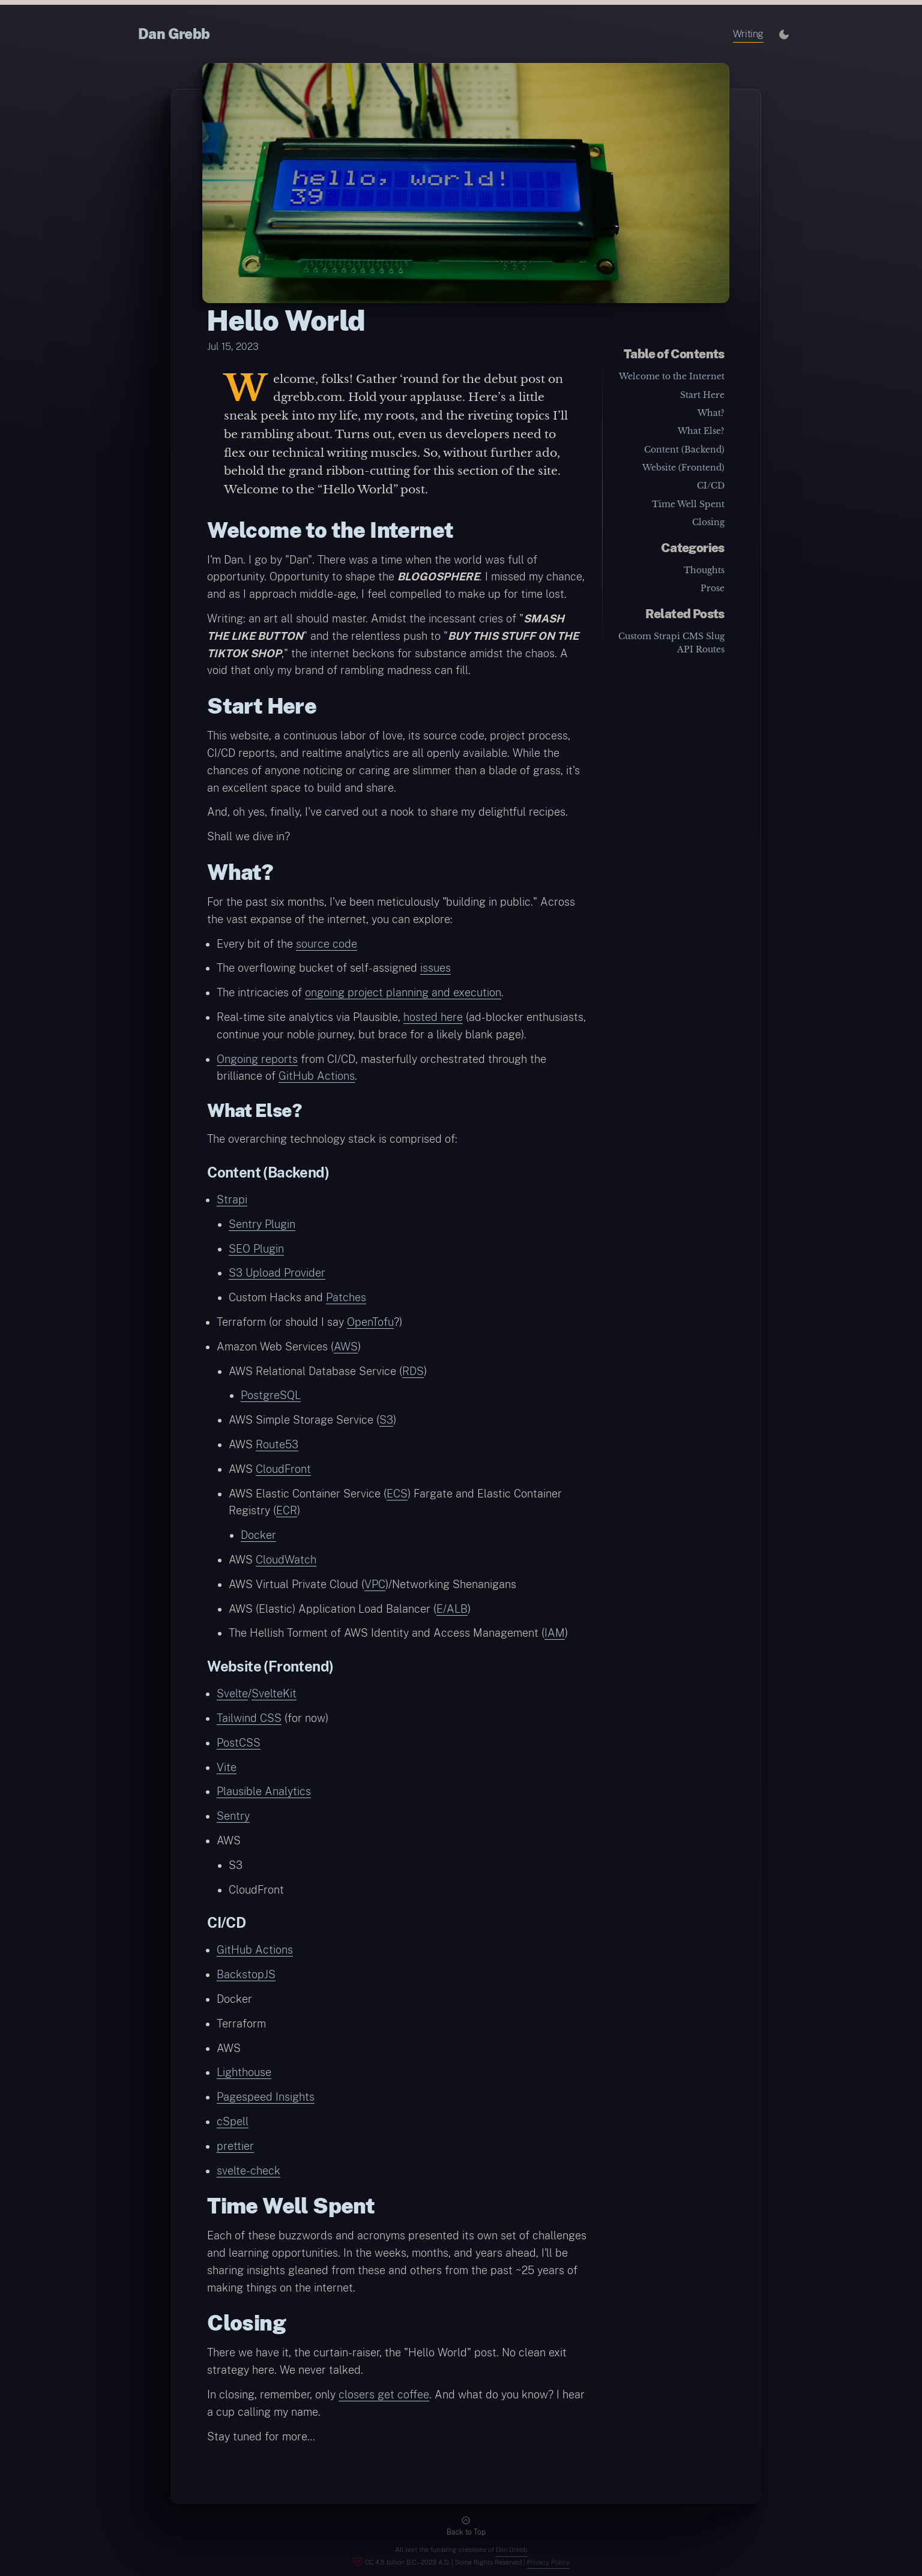 Dan Grebb
Writing
hello, world!
39
Hello World
Jul 15, 2023
Welcome, folks! Gather ‘round for the debut post on
dgrebb.com. Hold your applause. Here’s a little
sneak peek into my life, my roots, and the riveting topics I’ll
be rambling about. Turns out, even us developers need to
flex our technical writing muscles. So, without further ado,
behold the grand ribbon-cutting for this section of the site.
Welcome to the “Hello World” post.
Table of Contents
Welcome to the Internet
Start Here
What?
What Else?
Content (Backend)
Website (Frontend)
CI/CD
Time Well Spent
Closing
Categories
Thoughts
Prose
Related Posts
Custom Strapi CMS Slug
API Routes
Welcome to the Internet
I'm Dan. I go by "Dan". There was a time when the world was full of
opportunity. Opportunity to shape the BLOGOSPHERE. I missed my chance,
and as I approach middle-age, I feel compelled to make up for time lost.
Writing: an art all should master. Amidst the incessant cries of "SMASH
THE LIKE BUTTON" and the relentless push to "BUY THIS STUFF ON THE
TIKTOK SHOP," the internet beckons for substance amidst the chaos. A
void that only my brand of rambling madness can fill.
Start Here
This website, a continuous labor of love, its source code, project process,
CI/CD reports, and realtime analytics are all openly available. While the
chances of anyone noticing or caring are slimmer than a blade of grass, it's
an excellent space to build and share.
And, oh yes, finally, I've carved out a nook to share my delightful recipes.
Shall we dive in?
What?
For the past six months, I've been meticulously "building in public." Across
the vast expanse of the internet, you can explore:
Every bit of the source code
The overflowing bucket of self-assigned issues
The intricacies of ongoing project planning and execution.
Real-time site analytics via Plausible, hosted here (ad-blocker enthusiasts,
continue your noble journey, but brace for a likely blank page).
Ongoing reports from CI/CD, masterfully orchestrated through the
brilliance of GitHub Actions.
What Else?
The overarching technology stack is comprised of:
Content (Backend)
Strapi
Sentry Plugin
SEO Plugin
S3 Upload Provider
Custom Hacks and Patches
Terraform (or should I say OpenTofu?)
Amazon Web Services (AWS)
AWS Relational Database Service (RDS)
PostgreSQL
AWS Simple Storage Service (S3)
AWS Route53
AWS CloudFront
AWS Elastic Container Service (ECS) Fargate and Elastic Container
Registry (ECR)
Docker
AWS CloudWatch
AWS Virtual Private Cloud (VPC)/Networking Shenanigans
AWS (Elastic) Application Load Balancer (E/ALB)
The Hellish Torment of AWS Identity and Access Management (IAM)
Website (Frontend)
Svelte/SvelteKit
Tailwind CSS (for now)
PostCSS
Vite
Plausible Analytics
Sentry
AWS
S3
CloudFront
CI/CD
GitHub Actions
BackstopJS
Docker
Terraform
AWS
Lighthouse
Pagespeed Insights
cSpell
prettier
svelte-check
Time Well Spent
Each of these buzzwords and acronyms presented its own set of challenges
and learning opportunities. In the weeks, months, and years ahead, I'll be
sharing insights gleaned from these and others from the past ~25 years of
making things on the internet.
Closing
There we have it, the curtain-raiser, the "Hello World" post. No clean exit
strategy here. We never talked.
In closing, remember, only closers get coffee. And what do you know? I hear
a cup calling my name.
Stay tuned for more...
Back to Top
All text the fumbling creations of Dan Grebb
CC 4.5 billion B.C.-2023 A.D. | Some Rights Reserved | Privacy Policy